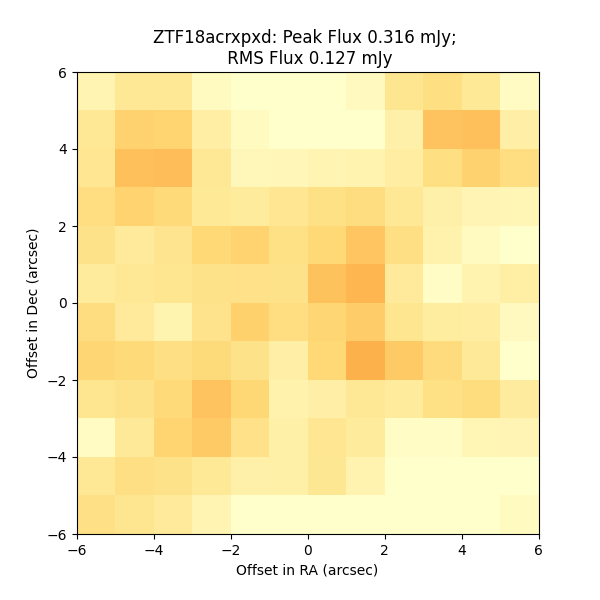 ZTF18acrxpxd: Peak Flux 0.316 mJy;
RMS Flux 0.127 mJy
6
4
2
0
−2
−4
−6
Offset in Dec (arcsec)
−6 −4 −2 0 2 4 6
Offset in RA (arcsec)